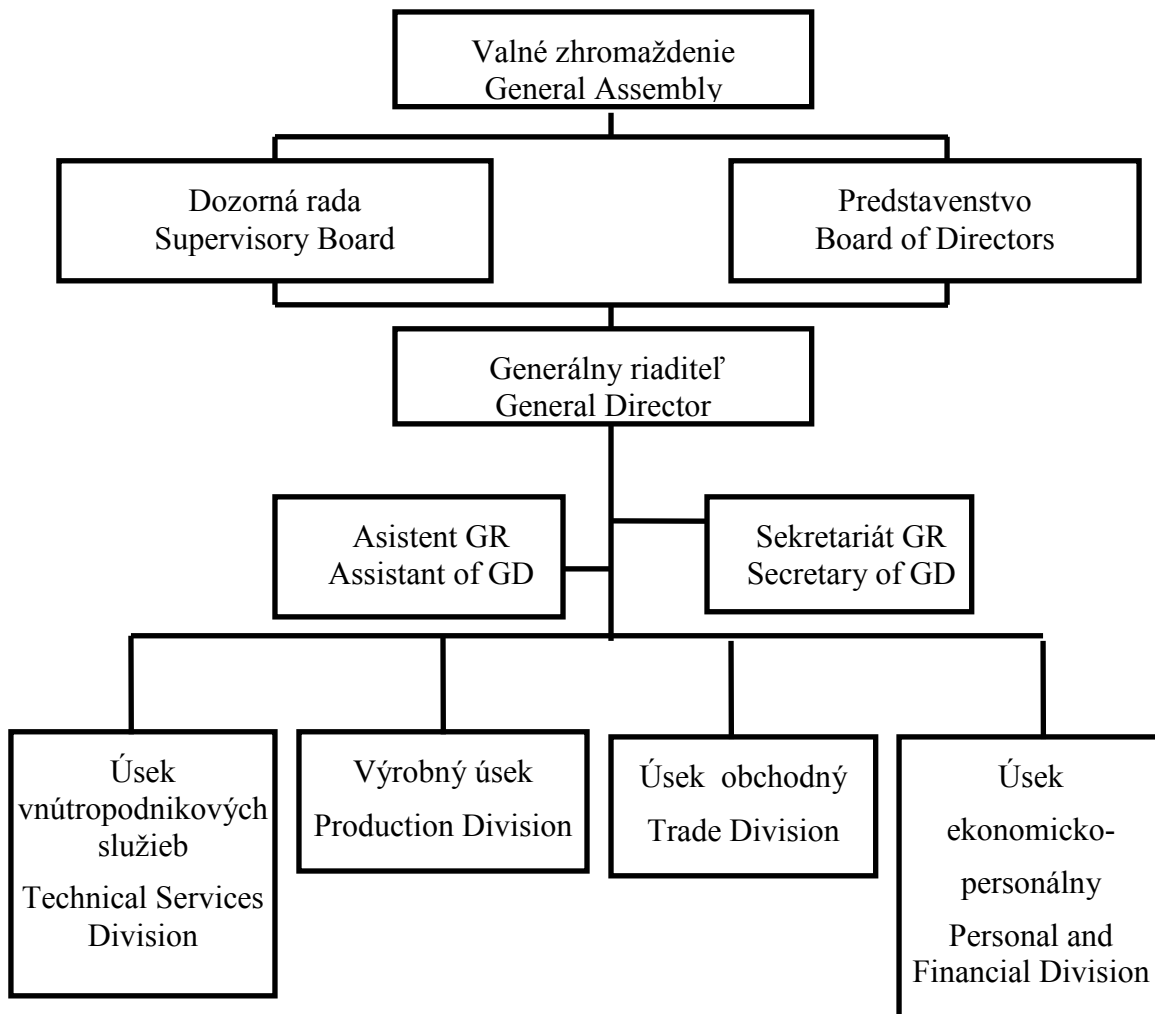 Valné zhromaždenie
General Assembly
Dozorná rada
Supervisory Board
Predstavenstvo
Board of Directors
Generálny riaditeľ
General Director
Asistent GR
Assistant of GD
Sekretariát GR
Secretary of GD
Úsek
vnútropodnikových
služieb
Technical Services
Division
Výrobný úsek
Production Division
Úsek obchodný
Trade Division
Úsek
ekonomicko-
personálny
Personal and
Financial Division